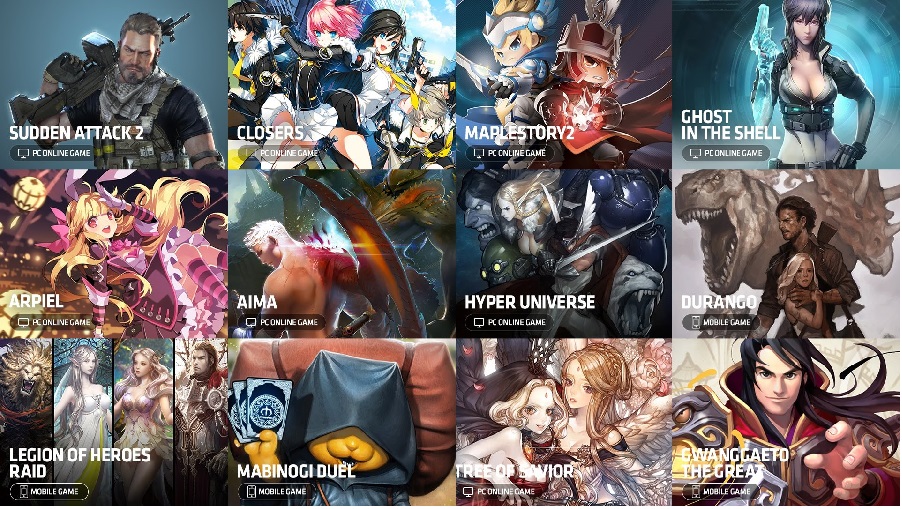 SUDDEN ATTACK 2
PC ONLINE GAME
CLOSERS
PC ONLINE GAME
MAPLESTORY2
PC ONLINE GAME
GHOST
IN THE SHELL
PC ONLINE GAME
ARPIEL
PC ONLINE GAME
AIMA
PC ONLINE GAME
HYPER UNIVERSE
PC ONLINE GAME
DURANGO
MOBILE GAME
LEGION OF HEROES
RAID
MOBILE GAME
MABINOGI DUEL
MOBILE GAME
TREE OF SAVIOR
PC ONLINE GAME
GWANGGAETO
THE GREAT
MOBILE GAME